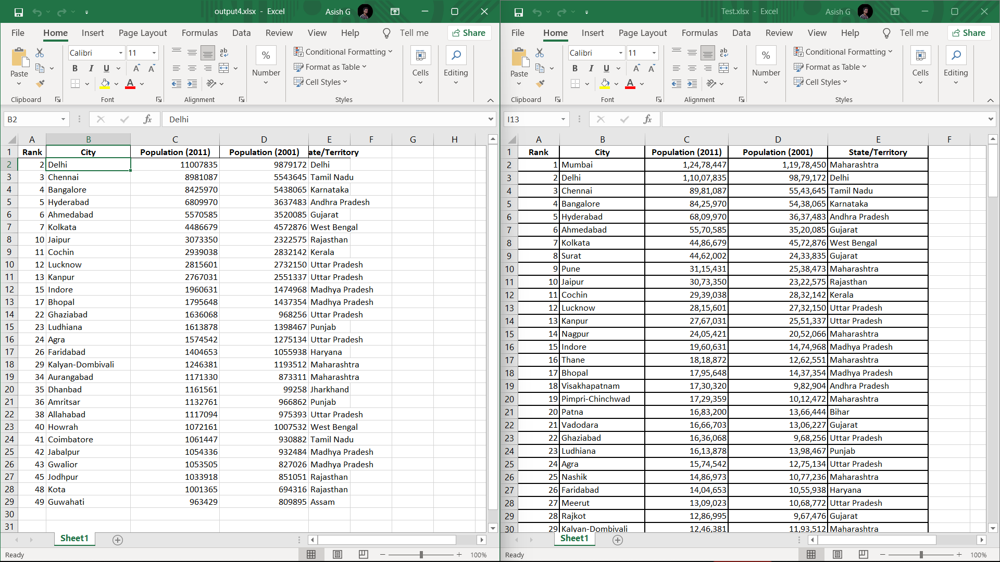 output4.xlsx - Excel
Asish G
File Home Insert Page Layout Formulas Data Review View Help Tell me Share
Calibri 11
Paste
B I U
Clipboard Font Alignment
%
Number
Conditional Formatting
Format as Table
Cell Styles
Styles
Cells
Editing
B2 fx Delhi
A B C D E F G H
1 Rank City Population (2011) Population (2001) ate/Territory
2 2 Delhi 11007835 9879172 Delhi
3 3 Chennai 8981087 5543645 Tamil Nadu
4 4 Bangalore 8425970 5438065 Karnataka
5 5 Hyderabad 6809970 3637483 Andhra Pradesh
6 6 Ahmedabad 5570585 3520085 Gujarat
7 7 Kolkata 4486679 4572876 West Bengal
8 10 Jaipur 3073350 2322575 Rajasthan
9 11 Cochin 2939038 2832142 Kerala
10 12 Lucknow 2815601 2732150 Uttar Pradesh
11 13 Kanpur 2767031 2551337 Uttar Pradesh
12 15 Indore 1960631 1474968 Madhya Pradesh
13 17 Bhopal 1795648 1437354 Madhya Pradesh
14 22 Ghaziabad 1636068 968256 Uttar Pradesh
15 23 Ludhiana 1613878 1398467 Punjab
16 24 Agra 1574542 1275134 Uttar Pradesh
17 26 Faridabad 1404653 1055938 Haryana
18 29 Kalyan-Dombivali 1246381 1193512 Maharashtra
19 34 Aurangabad 1171330 873311 Maharashtra
20 35 Dhanbad 1161561 99258 Jharkhand
21 36 Amritsar 1132761 966862 Punjab
22 38 Allahabad 1117094 975393 Uttar Pradesh
23 40 Howrah 1072161 1007532 West Bengal
24 41 Coimbatore 1061447 930882 Tamil Nadu
25 42 Jabalpur 1054336 932484 Madhya Pradesh
26 43 Gwalior 1053505 827026 Madhya Pradesh
27 45 Jodhpur 1033918 851051 Rajasthan
28 48 Kota 1001365 694316 Rajasthan
29 49 Guwahati 963429 809895 Assam
30
31
Sheet1
Ready 100%
Test.xlsx - Excel
Asish G
File Home Insert Page Layout Formulas Data Review View Help Tell me Share
Calibri 11
Paste
B I U
Clipboard Font Alignment
%
Number
Conditional Formatting
Format as Table
Cell Styles
Styles
Cells
Editing
I13 fx
A B C D E F
1 Rank City Population (2011) Population (2001) State/Territory
2 1 Mumbai 1,24,78,447 1,19,78,450 Maharashtra
3 2 Delhi 1,10,07,835 98,79,172 Delhi
4 3 Chennai 89,81,087 55,43,645 Tamil Nadu
5 4 Bangalore 84,25,970 54,38,065 Karnataka
6 5 Hyderabad 68,09,970 36,37,483 Andhra Pradesh
7 6 Ahmedabad 55,70,585 35,20,085 Gujarat
8 7 Kolkata 44,86,679 45,72,876 West Bengal
9 8 Surat 44,62,002 24,33,835 Gujarat
10 9 Pune 31,15,431 25,38,473 Maharashtra
11 10 Jaipur 30,73,350 23,22,575 Rajasthan
12 11 Cochin 29,39,038 28,32,142 Kerala
13 12 Lucknow 28,15,601 27,32,150 Uttar Pradesh
14 13 Kanpur 27,67,031 25,51,337 Uttar Pradesh
15 14 Nagpur 24,05,421 20,52,066 Maharashtra
16 15 Indore 19,60,631 14,74,968 Madhya Pradesh
17 16 Thane 18,18,872 12,62,551 Maharashtra
18 17 Bhopal 17,95,648 14,37,354 Madhya Pradesh
19 18 Visakhapatnam 17,30,320 9,82,904 Andhra Pradesh
20 19 Pimpri-Chinchwad 17,29,359 10,12,472 Maharashtra
21 20 Patna 16,83,200 13,66,444 Bihar
22 21 Vadodara 16,66,703 13,06,227 Gujarat
23 22 Ghaziabad 16,36,068 9,68,256 Uttar Pradesh
24 23 Ludhiana 16,13,878 13,98,467 Punjab
25 24 Agra 15,74,542 12,75,134 Uttar Pradesh
26 25 Nashik 14,86,973 10,77,236 Maharashtra
27 26 Faridabad 14,04,653 10,55,938 Haryana
28 27 Meerut 13,09,023 10,68,772 Uttar Pradesh
29 28 Rajkot 12,86,995 9,67,476 Gujarat
30 29 Kalyan-Dombivali 12,46,381 11,93,512 Maharashtra
Sheet1
Ready 100%